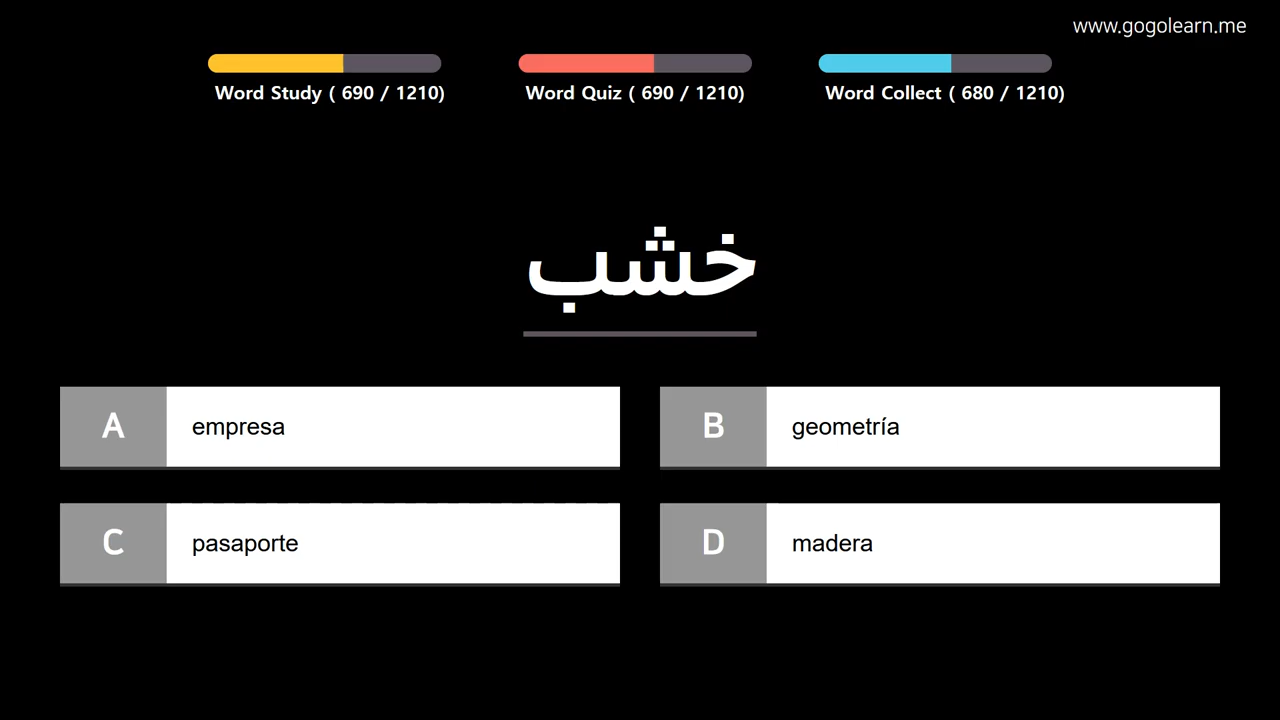 www.gogolearn.me
Word Study ( 690 / 1210)
Word Quiz ( 690 / 1210)
Word Collect ( 680 / 1210)
خشب
A empresa
B geometría
C pasaporte
D madera